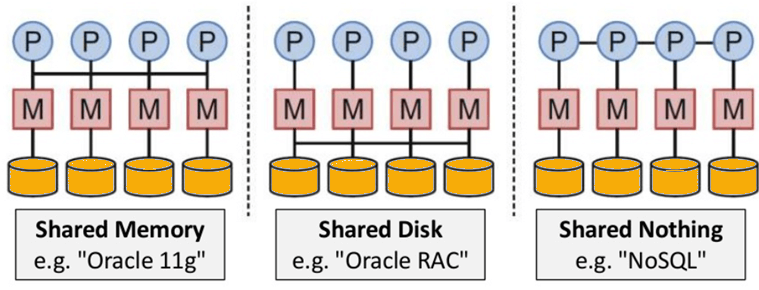 P P P P P P P P P P P P
M M M M M M M M M M M M
Shared Memory
e.g. "Oracle 11g"
Shared Disk
e.g. "Oracle RAC"
Shared Nothing
e.g. "NoSQL"